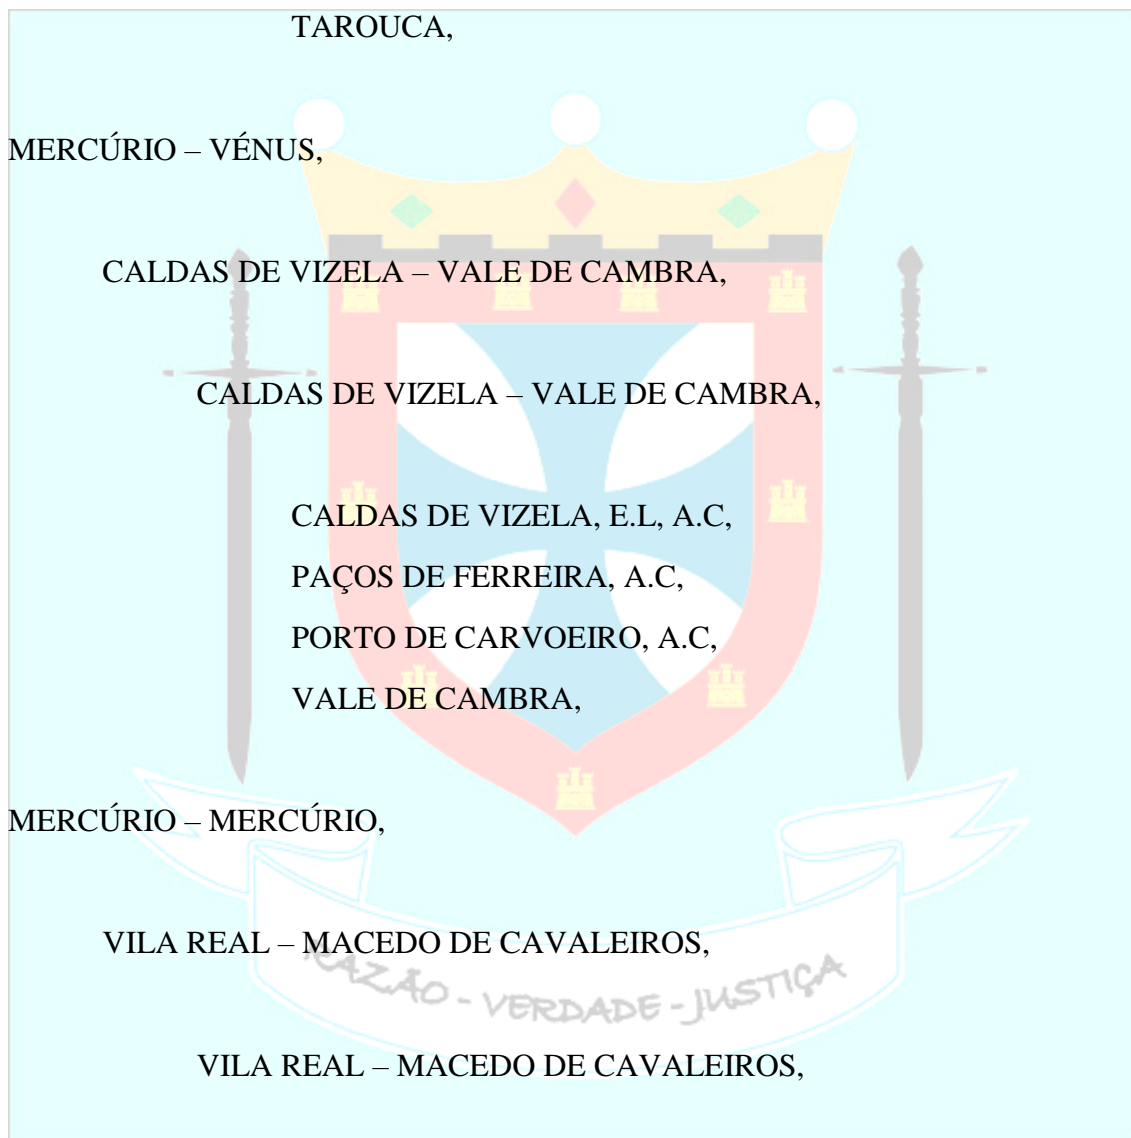 TAROUCA,
MERCÚRIO – VÉNUS,
CALDAS DE VIZELA – VALE DE CAMBRA,
CALDAS DE VIZELA – VALE DE CAMBRA,
CALDAS DE VIZELA, E.L, A.C,
PAÇOS DE FERREIRA, A.C,
PORTO DE CARVOEIRO, A.C,
VALE DE CAMBRA,
MERCÚRIO – MERCÚRIO,
VILA REAL – MACEDO DE CAVALEIROS,
RAZÃO - VERDADE - JUSTIÇA
VILA REAL – MACEDO DE CAVALEIROS,